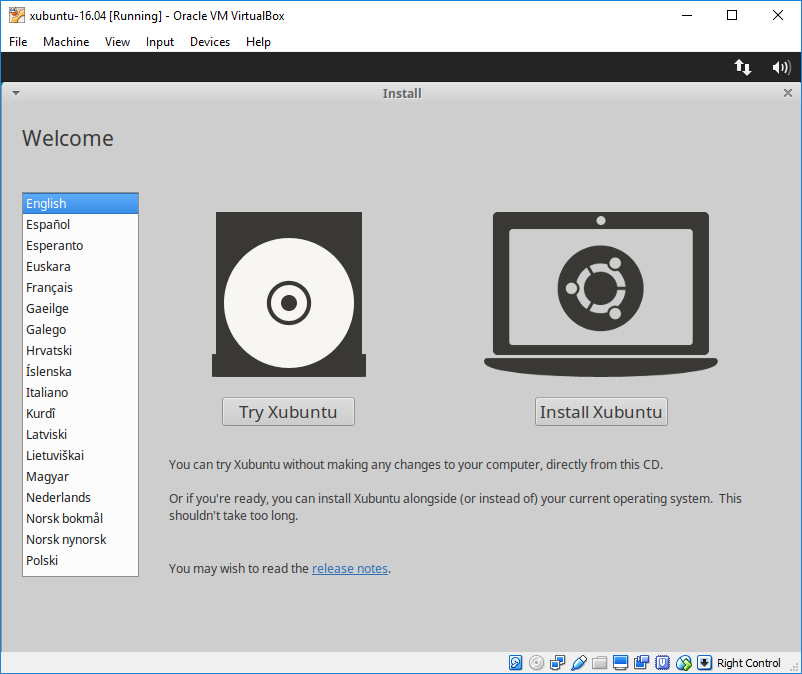 xubuntu-16.04 [Running] - Oracle VM VirtualBox
File Machine View Input Devices Help
Install
Welcome
English
Español
Esperanto
Euskara
Français
Gaeilge
Galego
Hrvatski
Íslenska
Italiano
Kurdî
Latviski
Lietuviškai
Magyar
Nederlands
Norsk bokmål
Norsk nynorsk
Polski
Try Xubuntu
Install Xubuntu
You can try Xubuntu without making any changes to your computer, directly from this CD.
Or if you're ready, you can install Xubuntu alongside (or instead of) your current operating system. This
shouldn't take too long.
You may wish to read the release notes.
Right Control